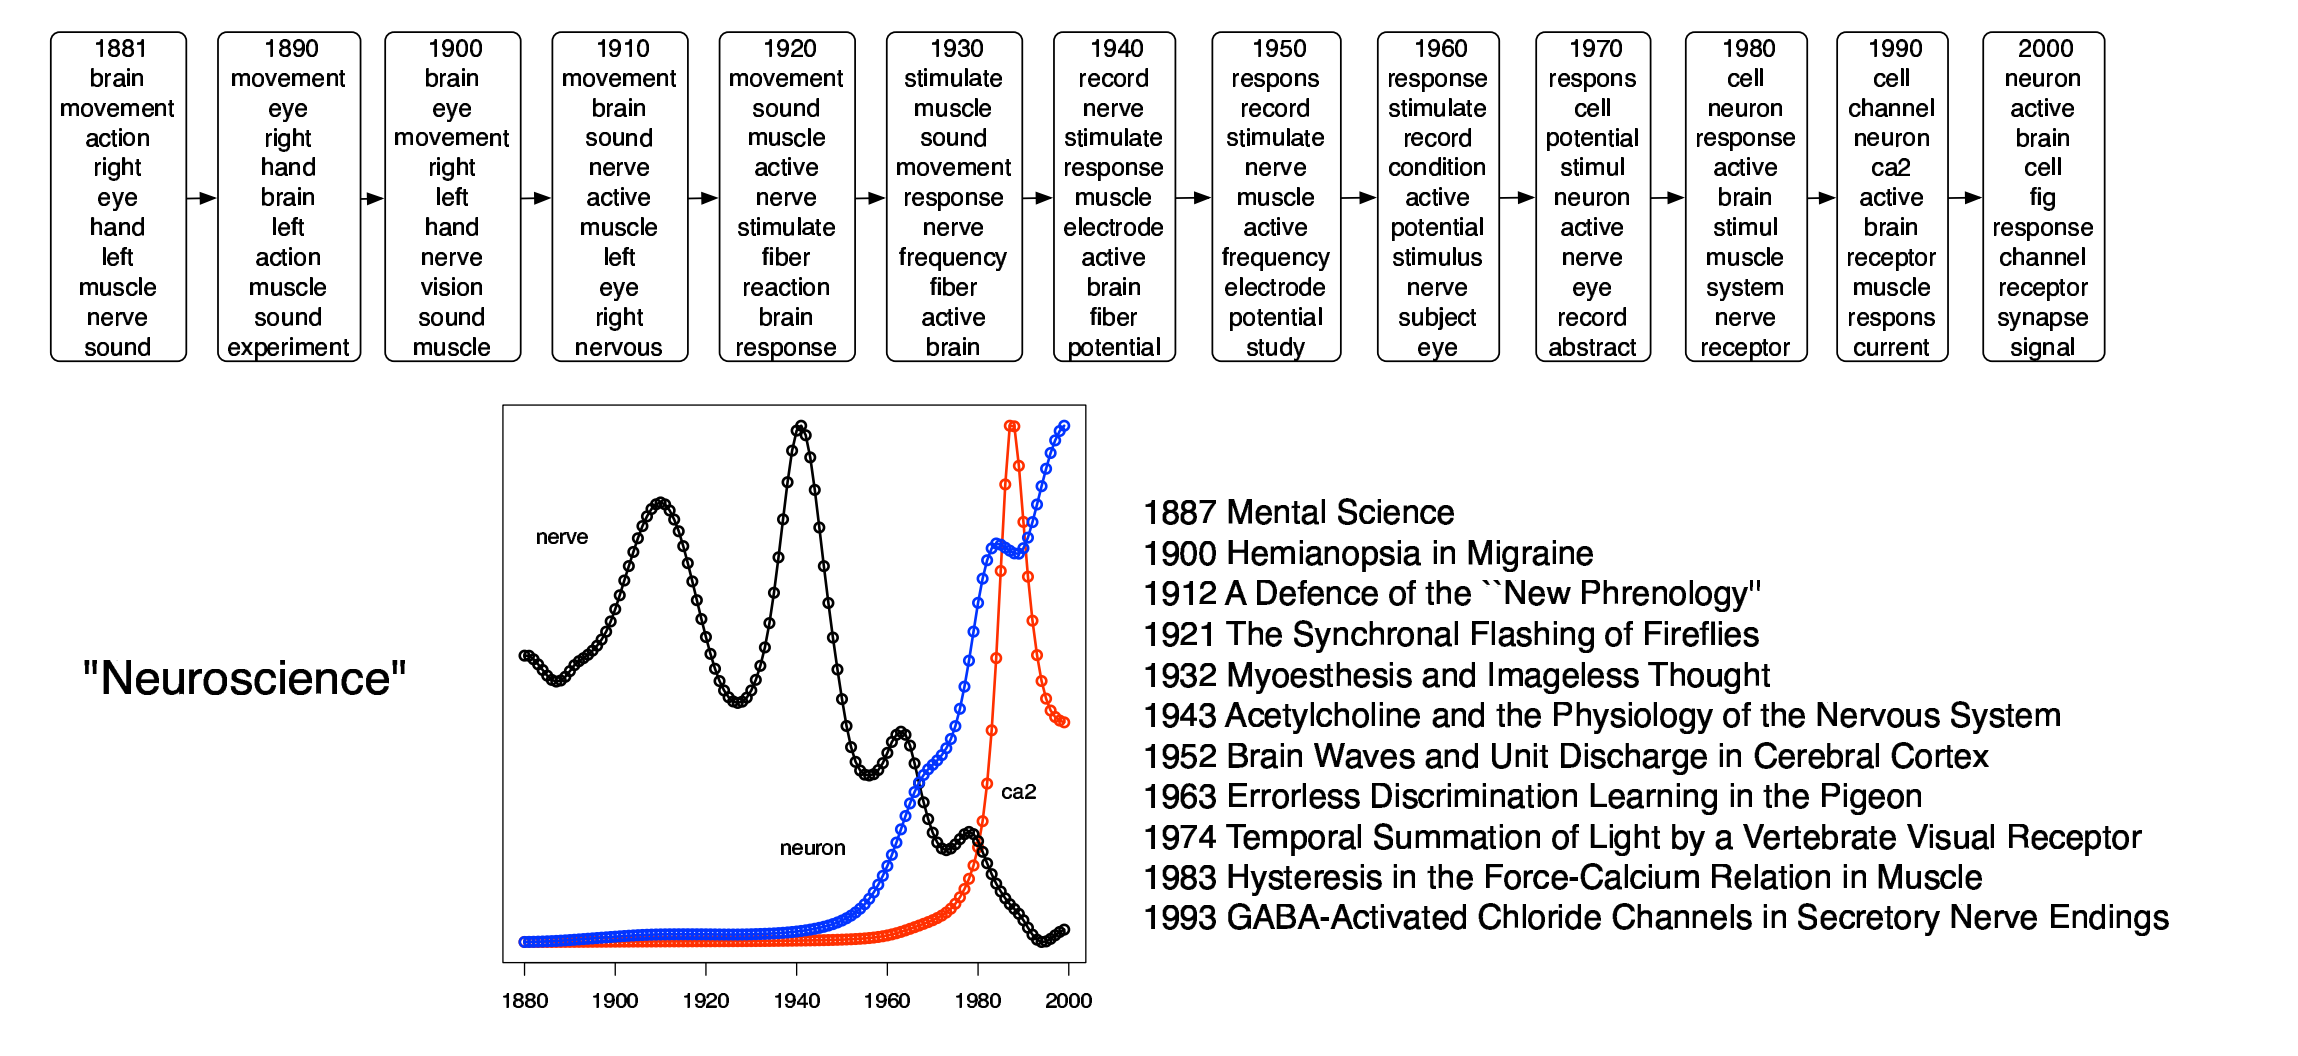 1881
brain
movement
action
right
eye
hand
left
muscle
nerve
sound
1890
movement
eye
right
hand
brain
left
action
muscle
sound
experiment
1900
brain
eye
movement
right
left
hand
nerve
vision
sound
muscle
1910
movement
brain
sound
nerve
active
muscle
left
eye
right
nervous
1920
movement
sound
muscle
active
nerve
stimulate
fiber
reaction
brain
response
1930
stimulate
muscle
sound
movement
response
nerve
frequency
fiber
active
brain
1940
record
nerve
stimulate
response
muscle
electrode
active
brain
fiber
potential
1950
respons
record
stimulate
nerve
muscle
active
frequency
electrode
potential
study
1960
response
stimulate
record
condition
active
potential
stimulus
nerve
subject
eye
1970
respons
cell
potential
stimul
neuron
active
nerve
eye
record
abstract
1980
cell
neuron
response
active
brain
stimul
muscle
system
nerve
receptor
1990
cell
channel
neuron
ca2
active
brain
receptor
muscle
respons
current
2000
neuron
active
brain
cell
fig
response
channel
receptor
synapse
signal
"Neuroscience"
nerve
neuron
ca2
1880 1900 1920 1940 1960 1980 2000
1887 Mental Science
1900 Hemianopsia in Migraine
1912 A Defence of the ``New Phrenology"
1921 The Synchronal Flashing of Fireflies
1932 Myoesthesis and Imageless Thought
1943 Acetylcholine and the Physiology of the Nervous System
1952 Brain Waves and Unit Discharge in Cerebral Cortex
1963 Errorless Discrimination Learning in the Pigeon
1974 Temporal Summation of Light by a Vertebrate Visual Receptor
1983 Hysteresis in the Force-Calcium Relation in Muscle
1993 GABA-Activated Chloride Channels in Secretory Nerve Endings